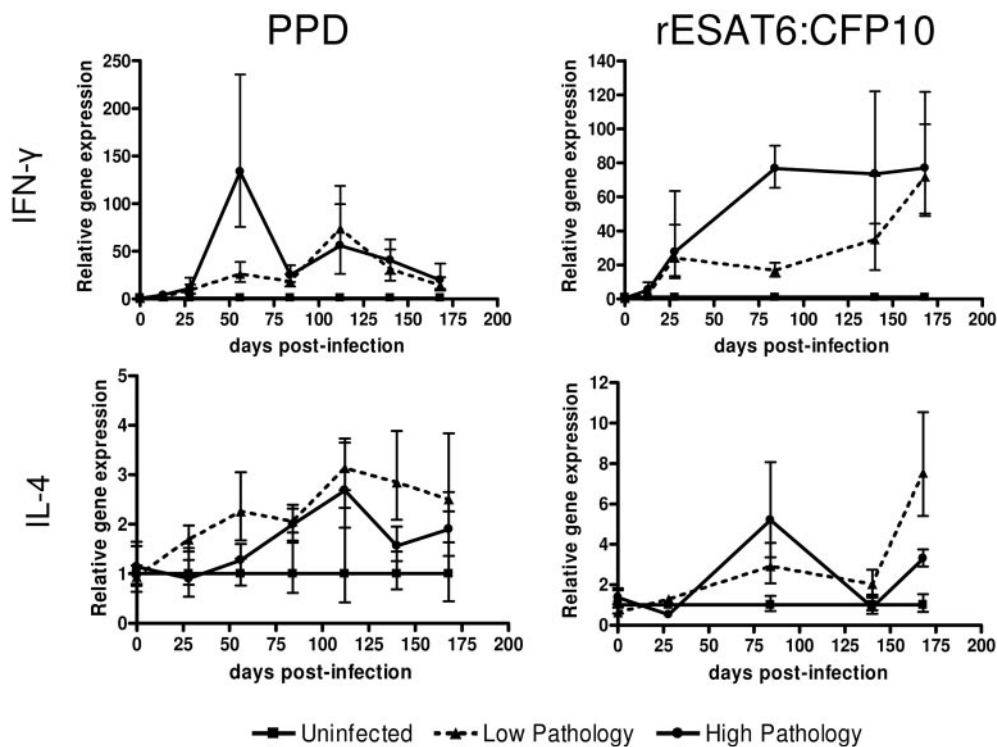 PPD
rESAT6:CFP10
IFN-γ
Relative gene expression
250
200
150
100
50
0
0 25 50 75 100 125 150 175 200
days post-infection
Relative gene expression
140
120
100
80
60
40
20
0
0 25 50 75 100 125 150 175 200
days post-infection
IL-4
Relative gene expression
5
4
3
2
1
0
0 25 50 75 100 125 150 175 200
days post-infection
Relative gene expression
12
10
8
6
4
2
0
0 25 50 75 100 125 150 175 200
days post-infection
Uninfected Low Pathology High Pathology